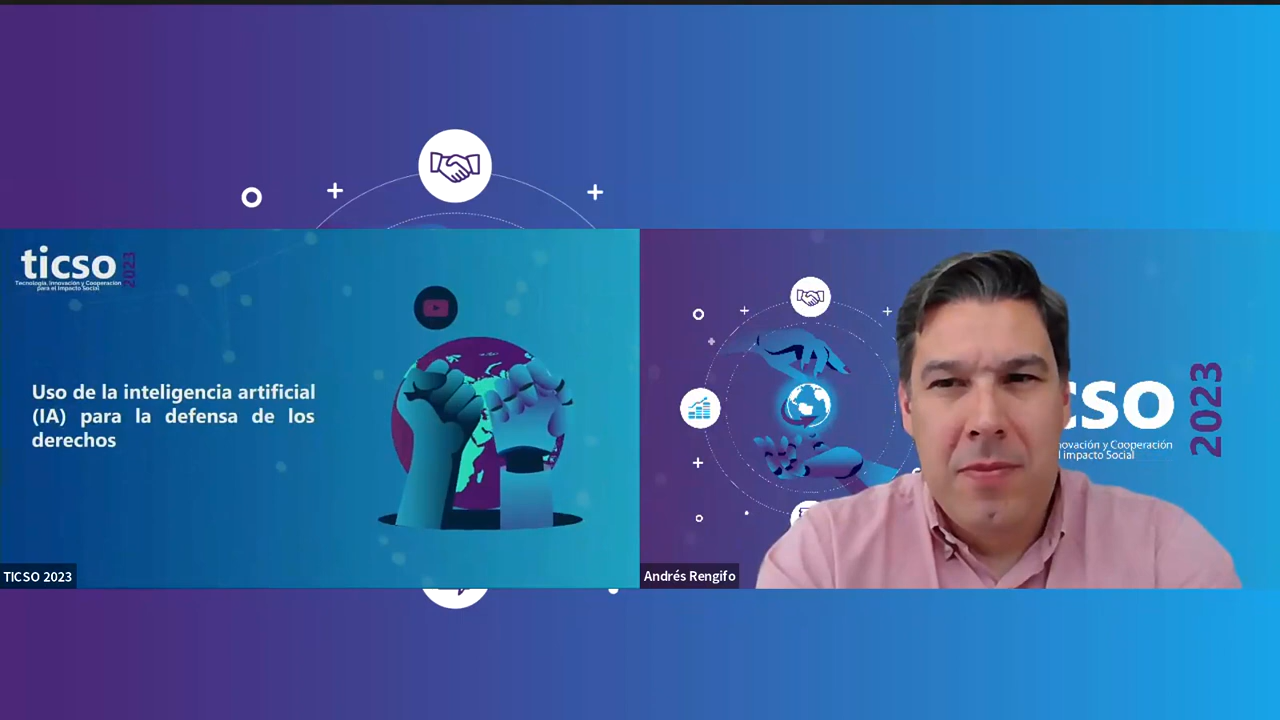 ticso
2023
Tecnología, Innovación y Cooperación
para el Impacto Social
Uso de la inteligencia artificial
(IA) para la defensa de los
derechos
TICSO 2023
cso
2023
novación y Cooperación
l impacto Social
Andrés Rengifo